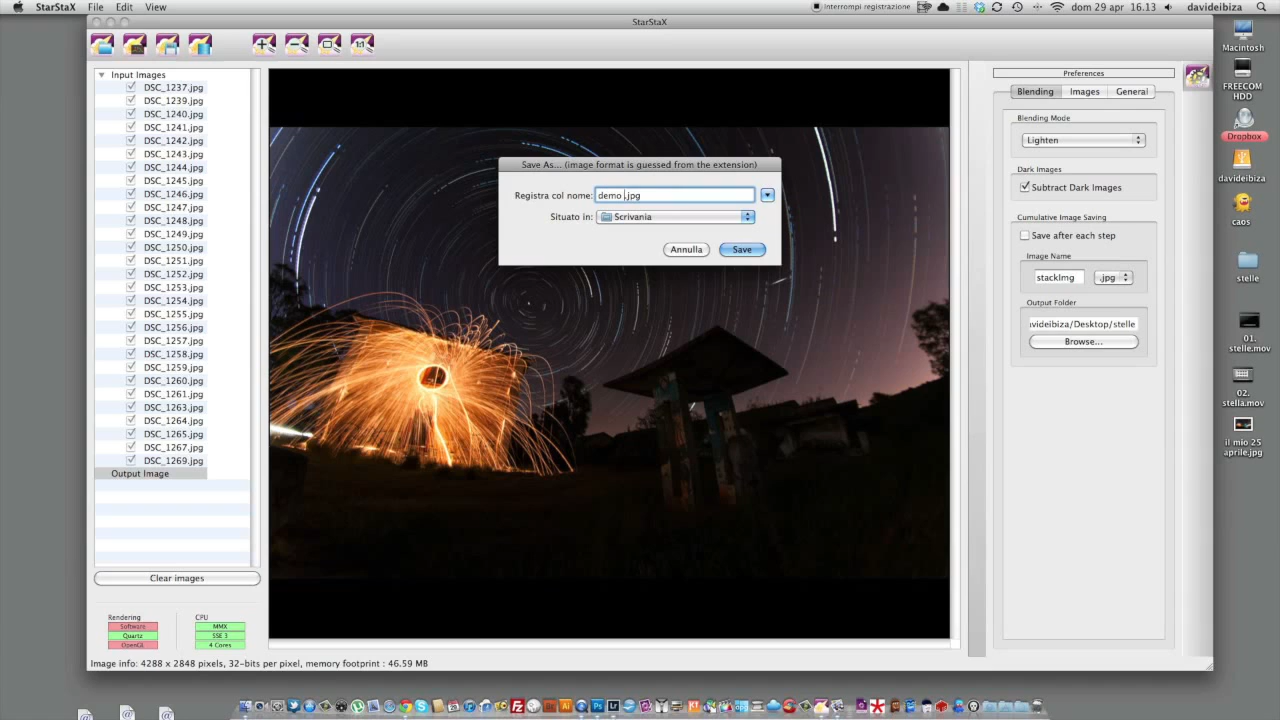 StarStaX File Edit View
Interrompi registrazione
dom 29 apr 16.13 davideibiza
StarStaX
Input Images
DSC_1237.jpg
DSC_1239.jpg
DSC_1240.jpg
DSC_1241.jpg
DSC_1242.jpg
DSC_1243.jpg
DSC_1244.jpg
DSC_1245.jpg
DSC_1246.jpg
DSC_1247.jpg
DSC_1248.jpg
DSC_1249.jpg
DSC_1250.jpg
DSC_1251.jpg
DSC_1252.jpg
DSC_1253.jpg
DSC_1254.jpg
DSC_1255.jpg
DSC_1256.jpg
DSC_1257.jpg
DSC_1258.jpg
DSC_1259.jpg
DSC_1260.jpg
DSC_1261.jpg
DSC_1263.jpg
DSC_1264.jpg
DSC_1265.jpg
DSC_1267.jpg
DSC_1269.jpg
Output Image
Clear images
Rendering
Software
Quartz
OpenGL
CPU
MMX
SSE 3
4 Cores
Image info: 4288 x 2848 pixels, 32-bits per pixel, memory footprint : 46.59 MB
Save As... (image format is guessed from the extension)
Registra col nome: demo .jpg
Situato in: Scrivania
Annulla Save
Preferences
Blending Images General
Blending Mode
Lighten
Dark Images
Subtract Dark Images
Cumulative Image Saving
Save after each step
Image Name
stackImg .jpg
Output Folder
avideibiza/Desktop/stelle
Browse...
Macintosh
FREECOM
HDD
Dropbox
davideibiza
caos
stelle
01.
stelle.mov
02.
stella.mov
il mio 25
aprile.jpg